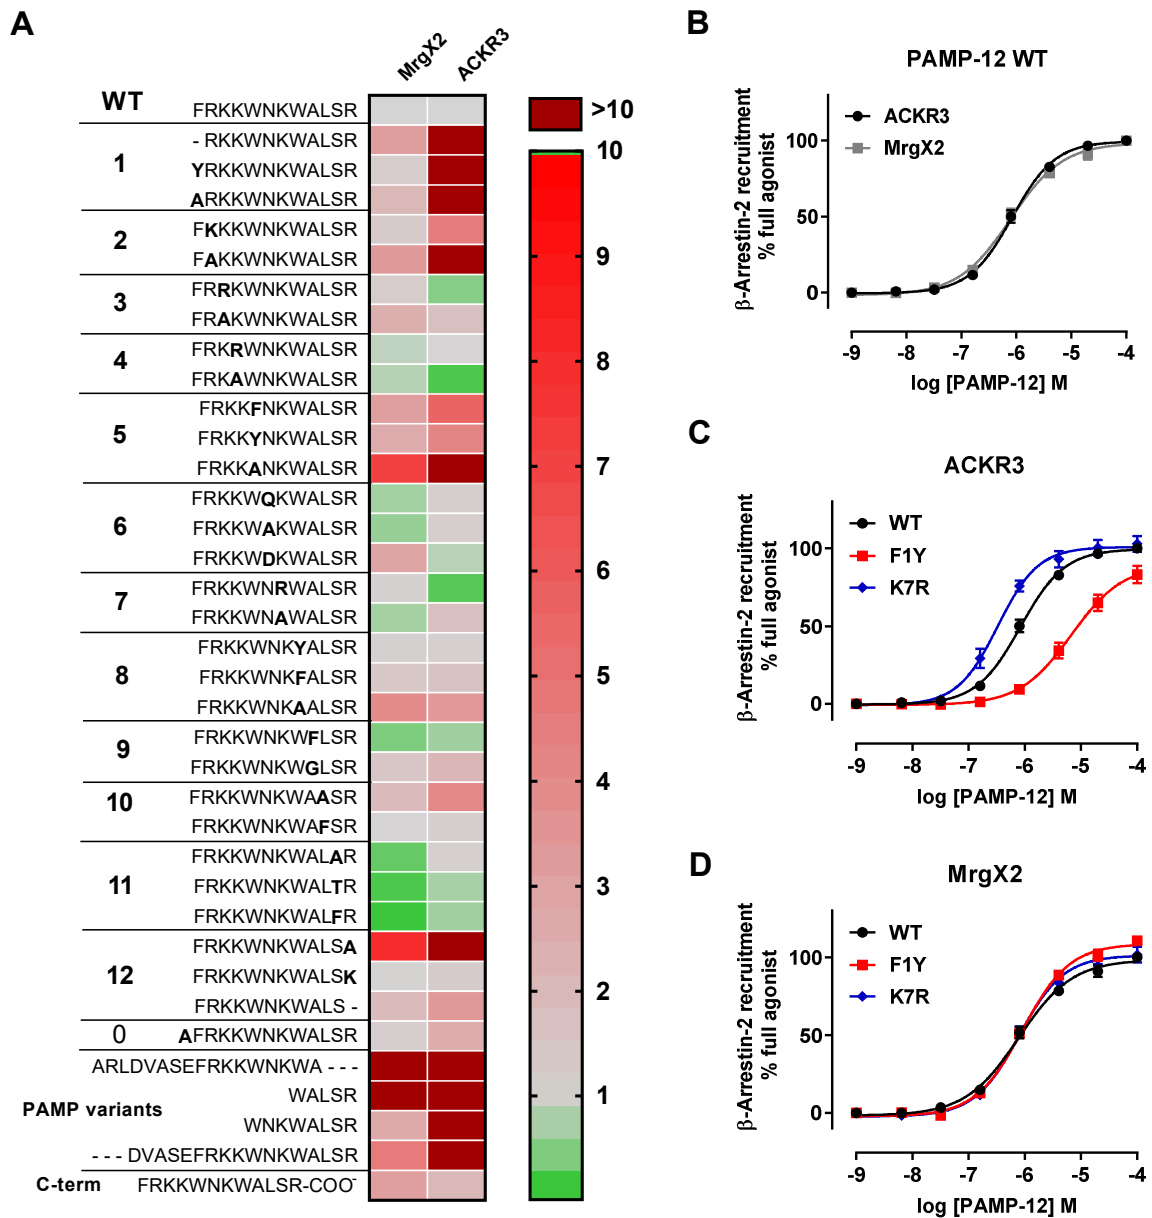 A
MrgX2
ACKR3
WT
FRKKWNKWALSR
1
- RKKWNKWALSR
YRKKWNKWALSR
ARKKWNKWALSR
2
FKKKWNKWALSR
FAKKWNKWALSR
3
FRRKWNKWALSR
FRAKWNKWALSR
4
FRKRWNKWALSR
FRKAWNKWALSR
5
FRKKFNKWALSR
FRKKYNKWALSR
FRKKANKWALSR
6
FRKKWQKWALSR
FRKKWAKWALSR
FRKKWDKWALSR
7
FRKKWNRWALSR
FRKKWNAWALSR
8
FRKKWNKYALSR
FRKKWNKFALSR
FRKKWNKAALSR
9
FRKKWNKWFLSR
FRKKWNKWGLSR
10
FRKKWNKWAASR
FRKKWNKWAFSR
11
FRKKWNKWALAR
FRKKWNKWALTR
FRKKWNKWALFR
12
FRKKWNKWALSA
FRKKWNKWALSK
FRKKWNKWALS -
0
AFRKKWNKWALSR
PAMP variants
ARLDVASEFRKKWNKWA - - -
WALSR
WNKWALSR
- - - DVASEFRKKWNKWALSR
C-term
FRKKWNKWALSR-COO-
>10
10
9
8
7
6
5
4
3
2
1
B
PAMP-12 WT
β-Arrestin-2 recruitment
% full agonist
ACKR3
MrgX2
100
50
0
-9 -8 -7 -6 -5 -4
log [PAMP-12] M
C
ACKR3
β-Arrestin-2 recruitment
% full agonist
WT
F1Y
K7R
100
50
0
-9 -8 -7 -6 -5 -4
log [PAMP-12] M
D
MrgX2
β-Arrestin-2 recruitment
% full agonist
WT
F1Y
K7R
100
50
0
-9 -8 -7 -6 -5 -4
log [PAMP-12] M